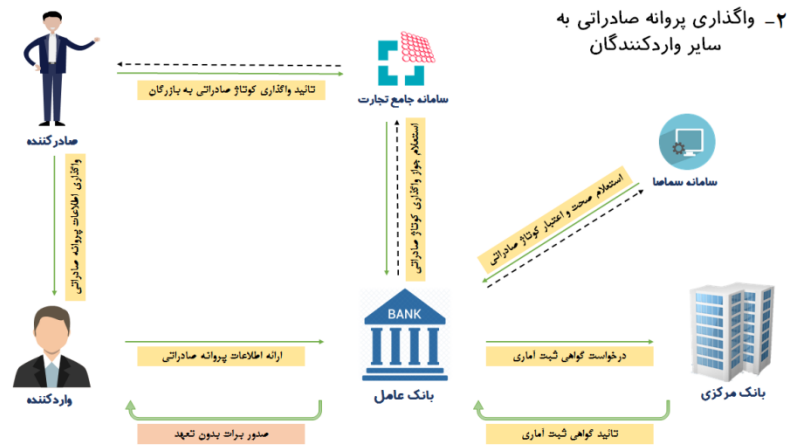 ۲- واگذاری پروانه صادراتی به
سایر واردکنندگان
صادرکننده
تائید واگذاری کوتاژ صادراتی به بازرگان
سامانه جامع تجارت
سامانه سماصا
واگذاری اطلاعات پروانه صادراتی
استعلام جواز واگذاری کوتاژ صادراتی
استعلام صحت و اعتبار کوتاژ صادراتی
BANK
واردکننده
ارائه اطلاعات پروانه صادراتی
بانک عامل
درخواست گواهی ثبت آماری
بانک مرکزی
صدور برات بدون تعهد
تائید گواهی ثبت آماری